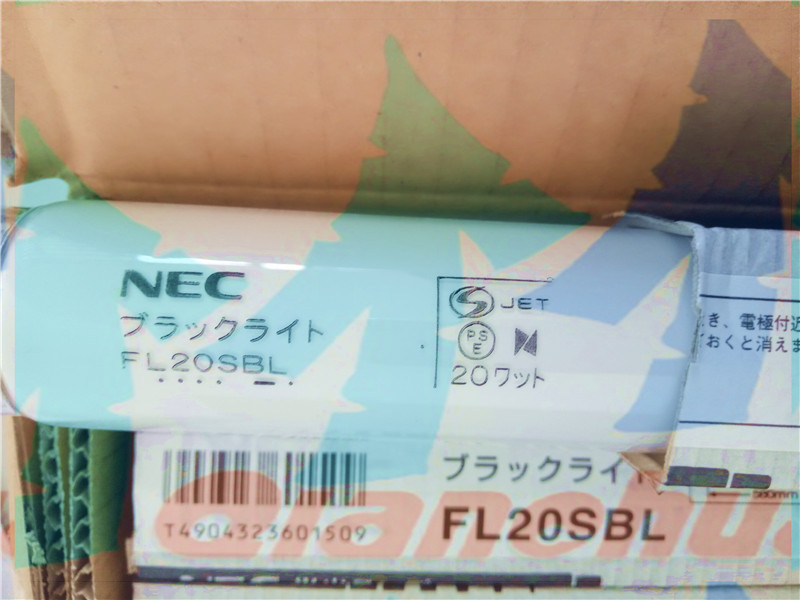 NEC
ブラックライト
FL20SBL
JET
PS
E
20ワット
き、電極付近
おくと消えま
ブラックライト
FL20SBL
T4904323601509
580mm